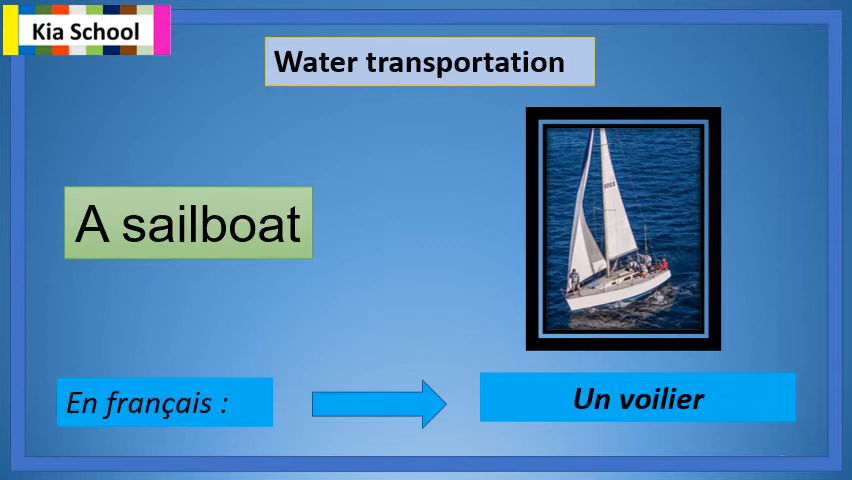 Kia School
Water transportation
A sailboat
En français :
Un voilier